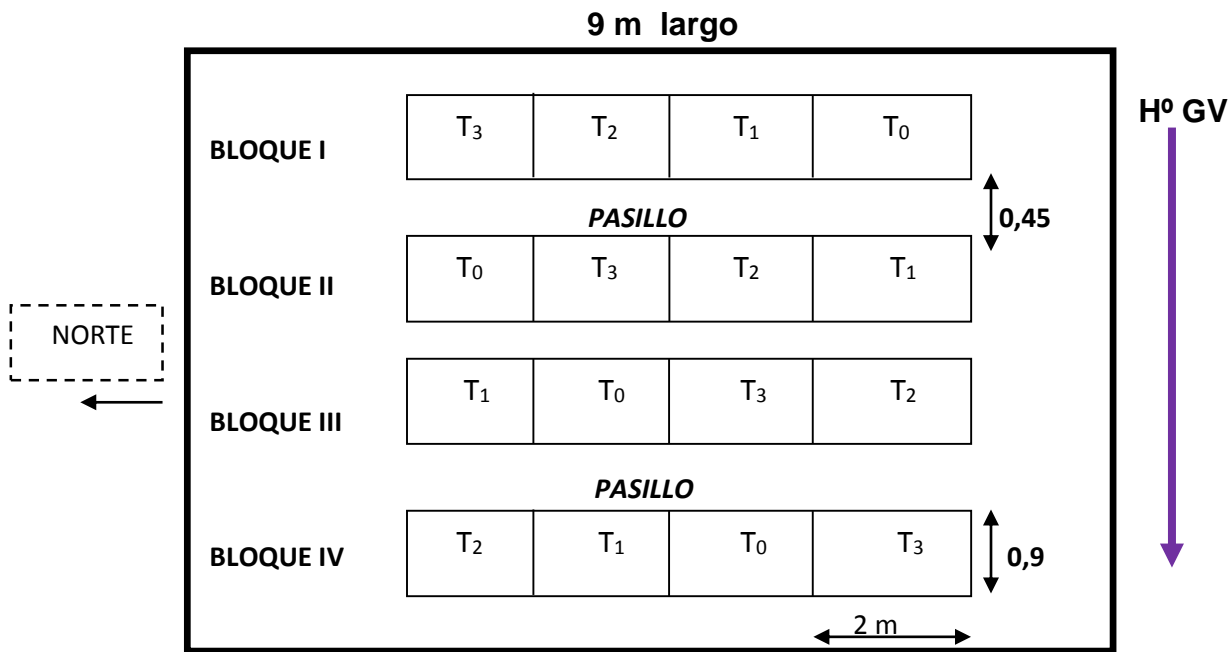 9 m largo
Hº GV
BLOQUE I
T₃ T₂ T₁ T₀
PASILLO
0,45
BLOQUE II
T₀ T₃ T₂ T₁
NORTE
BLOQUE III
T₁ T₀ T₃ T₂
PASILLO
BLOQUE IV
T₂ T₁ T₀ T₃
0,9
2 m